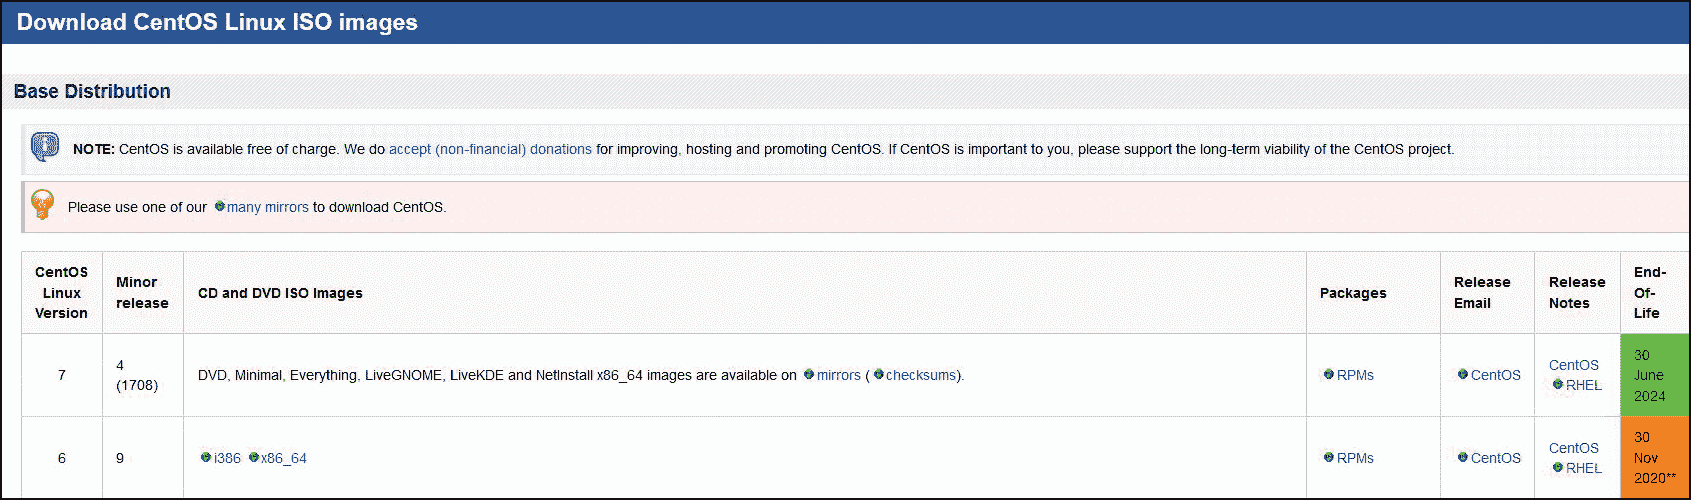 Download CentOS Linux ISO images
Base Distribution
NOTE: CentOS is available free of charge. We do accept (non-financial) donations for improving, hosting and promoting CentOS. If CentOS is important to you, please support the long-term viability of the CentOS project.
Please use one of our many mirrors to download CentOS.
CentOS
Linux
Version
Minor
release
CD and DVD ISO Images
Packages
Release
Email
Release
Notes
End-
Of-
Life
7
4
(1708)
DVD, Minimal, Everything, LiveGNOME, LiveKDE and NetInstall x86_64 images are available on mirrors ( checksums).
RPMs
CentOS
CentOS
RHEL
30
June
2024
6
9
i386 x86_64
RPMs
CentOS
CentOS
RHEL
30
Nov
2020**